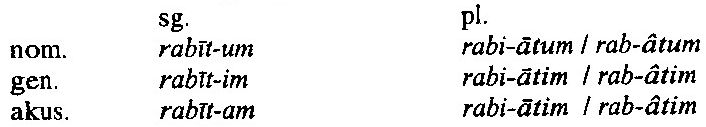 sg. pl.
nom. rabīt-um rabi-ātum / rab-âtum
gen. rabīt-im rabi-ātim / rab-âtim
akus. rabīt-am rabi-ātim / rab-âtim